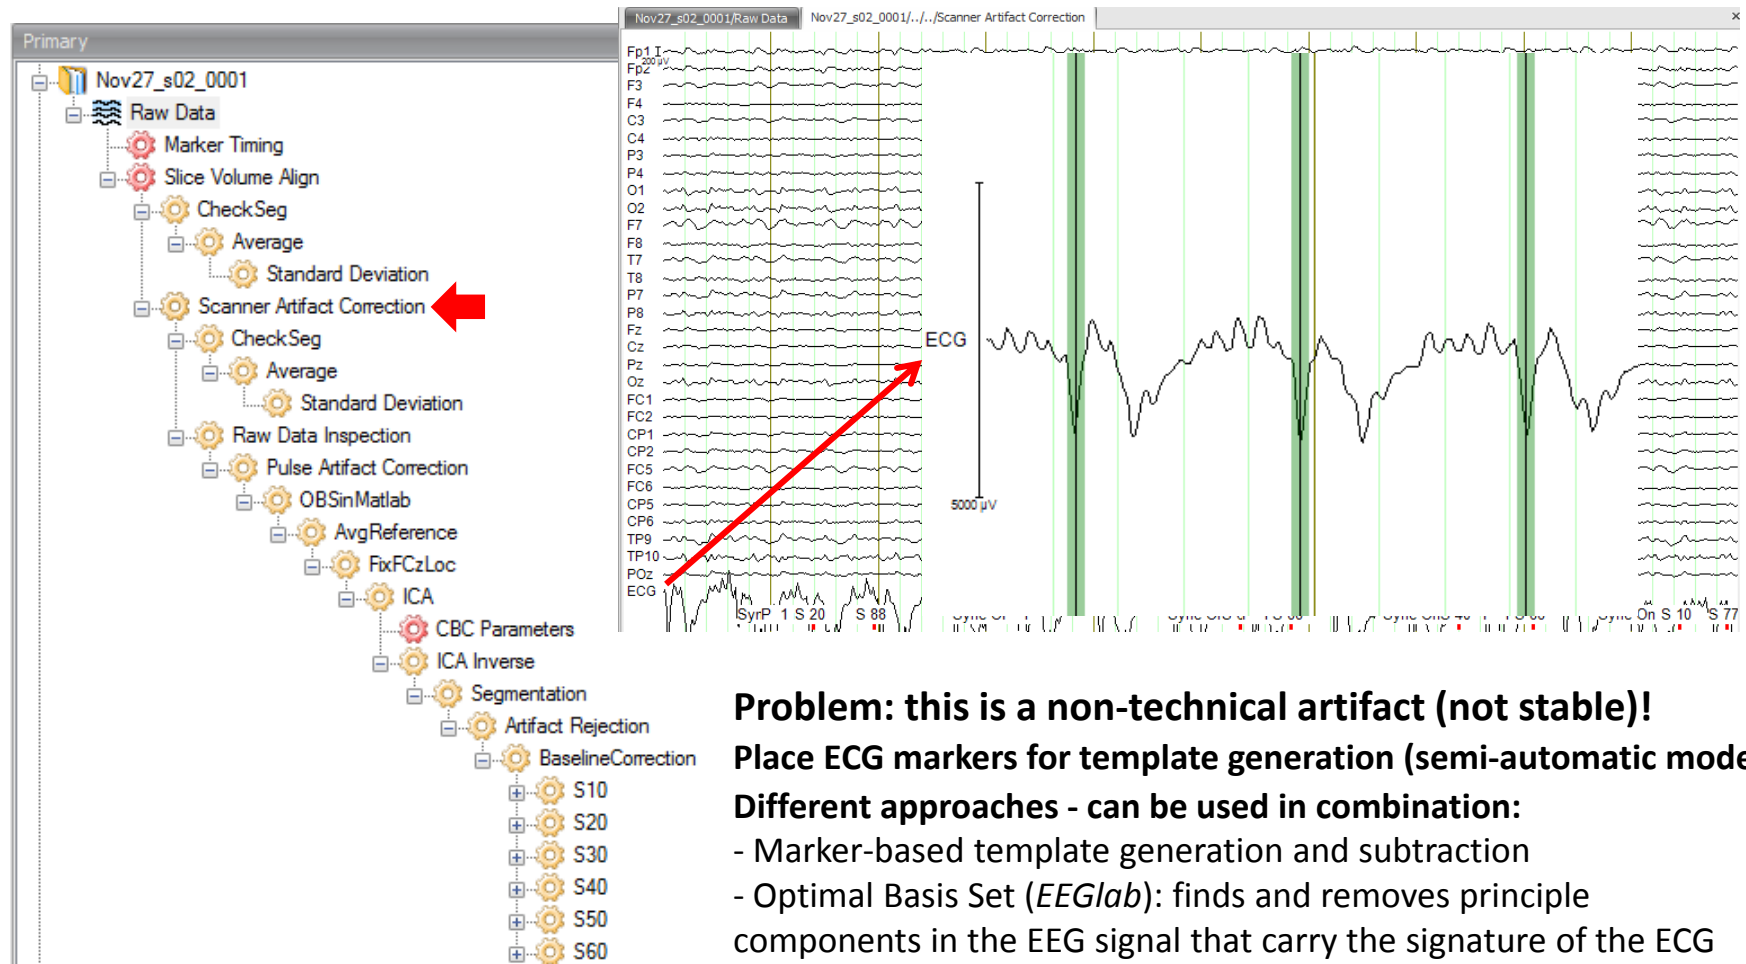 Primary
Nov27_s02_0001
Raw Data
Marker Timing
Slice Volume Align
CheckSeg
Average
Standard Deviation
Scanner Artifact Correction
CheckSeg
Average
Standard Deviation
Raw Data Inspection
Pulse Artifact Correction
OBSinMatlab
AvgReference
FixFCzLoc
ICA
CBC Parameters
ICA Inverse
Segmentation
Artifact Rejection
BaselineCorrection
S10
S20
S30
S40
S50
S60
Nov27_s02_0001/Raw Data Nov27_s02_0001/../../Scanner Artifact Correction ×
Fp1
200 µV
Fp2
F3
F4
C3
C4
P3
P4
O1
O2
F7
F8
T7
T8
P7
P8
Fz
Cz
Pz
Oz
FC1
FC2
CP1
CP2
FC5
FC6
CP5
CP6
TP9
TP10
POz
ECG
ECG
5000 µV
1 S 20 S 88 On S 10 S 77
Problem: this is a non-technical artifact (not stable)!
Place ECG markers for template generation (semi-automatic mode
Different approaches - can be used in combination:
- Marker-based template generation and subtraction
- Optimal Basis Set (EEGlab): finds and removes principle
components in the EEG signal that carry the signature of the ECG